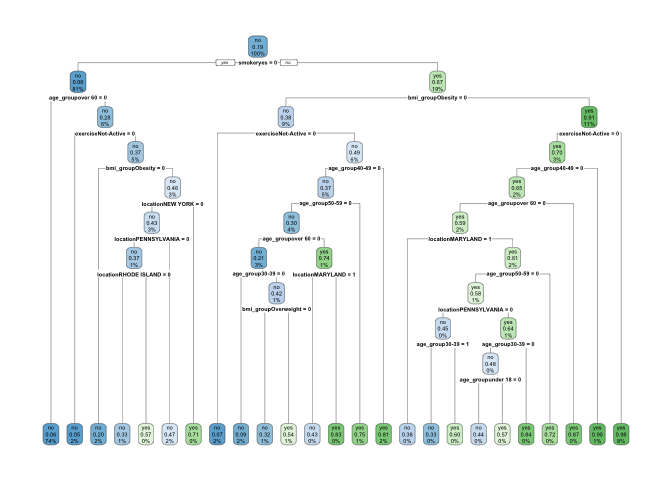 no
0.19
100%
yes smokeryes = 0 no
no
0.08
81%
yes
0.67
19%
age_groupover 60 = 0
bmi_groupObesity = 0
no
0.28
6%
no
0.38
9%
yes
0.91
11%
exerciseNot-Active = 0
exerciseNot-Active = 0
exerciseNot-Active = 0
no
0.37
5%
no
0.49
6%
yes
0.70
3%
bmi_groupObesity = 0
age_group40-49 = 0
age_group40-49 = 0
no
0.46
3%
no
0.37
5%
yes
0.65
2%
locationNEW YORK = 0
age_group50-59 = 0
age_groupover 60 = 0
no
0.43
3%
no
0.30
4%
yes
0.59
2%
locationPENNSYLVANIA = 0
age_groupover 60 = 0
locationMARYLAND = 1
no
0.37
1%
no
0.21
3%
yes
0.74
1%
yes
0.61
2%
locationRHODE ISLAND = 0
age_group30-39 = 0
locationMARYLAND = 1
age_group50-59 = 0
no
0.42
1%
yes
0.58
1%
bmi_groupOverweight = 0
locationPENNSYLVANIA = 0
no
0.45
0%
yes
0.64
1%
age_group30-39 = 1
age_group30-39 = 0
no
0.48
0%
age_groupunder 18 = 0
no
0.06
74%
no
0.05
2%
no
0.20
2%
no
0.33
1%
yes
0.57
0%
no
0.47
2%
yes
0.71
0%
no
0.07
2%
no
0.09
2%
no
0.32
1%
yes
0.54
1%
no
0.43
0%
yes
0.83
0%
yes
0.75
1%
yes
0.81
2%
no
0.38
0%
no
0.33
0%
yes
0.60
0%
no
0.44
0%
yes
0.57
0%
yes
0.84
0%
yes
0.72
0%
yes
0.87
0%
yes
0.90
1%
yes
0.98
8%